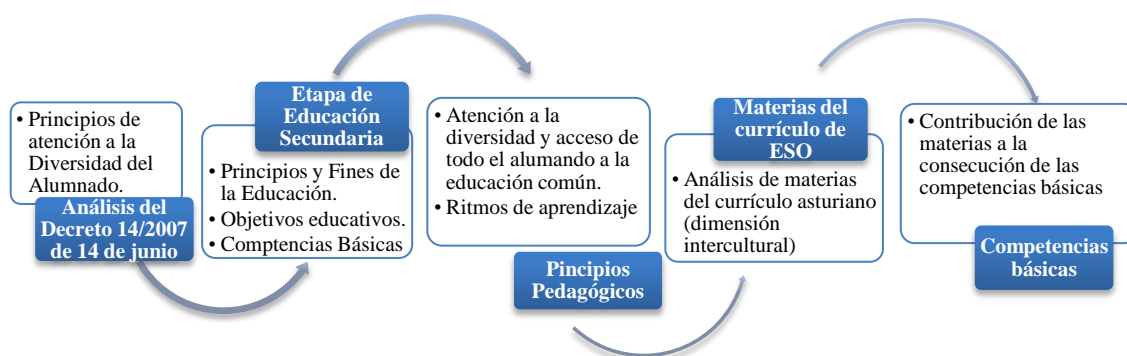 • Principios de
atención a la
Diversidad del
Alumnado.
Análisis del
Decreto 14/2007
de 14 de junio
Etapa de
Educación
Secundaria
• Principios y Fines de
la Educación.
• Objetivos educativos.
• Comptencias Básicas
• Atención a la
diversidad y acceso de
todo el alumando a la
educación común.
• Ritmos de aprendizaje
Pincipios
Pedagógicos
Materias del
currículo de
ESO
• Análisis de materias
del currículo asturiano
(dimensión
intercultural)
• Contribución de las
materias a la
consecución de las
competencias básicas
Competencias
básicas